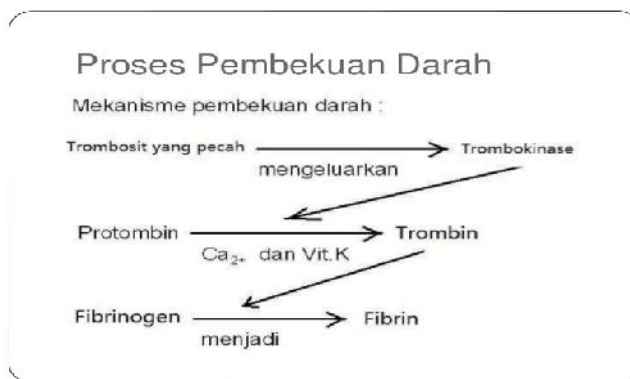 Proses Pembekuan Darah
Mekanisme pembekuan darah :
Trombosit yang pecah
mengeluarkan
Trombokinase
Protombin
Ca2+ dan Vit.K
Trombin
Fibrinogen
menjadi
Fibrin